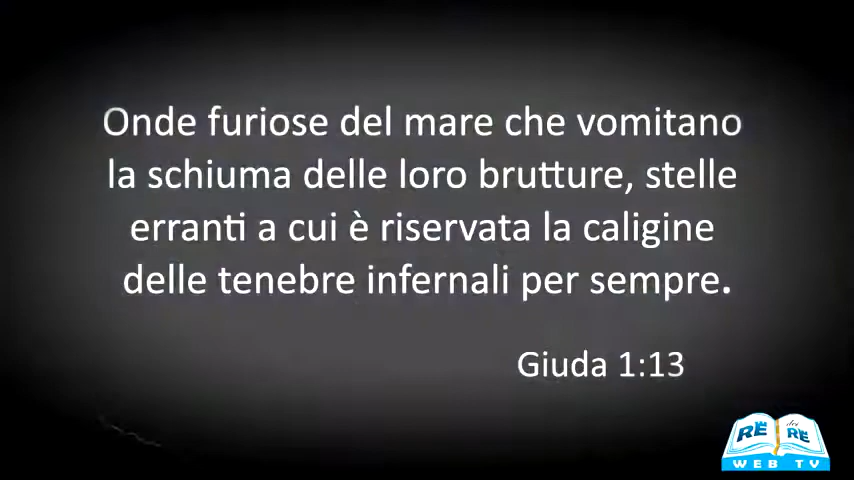 Onde furiose del mare che vomitano
la schiuma delle loro brutture, stelle
erranti a cui è riservata la caligine
delle tenebre infernali per sempre.
Giuda 1:13
RE dei RE
WEB TV